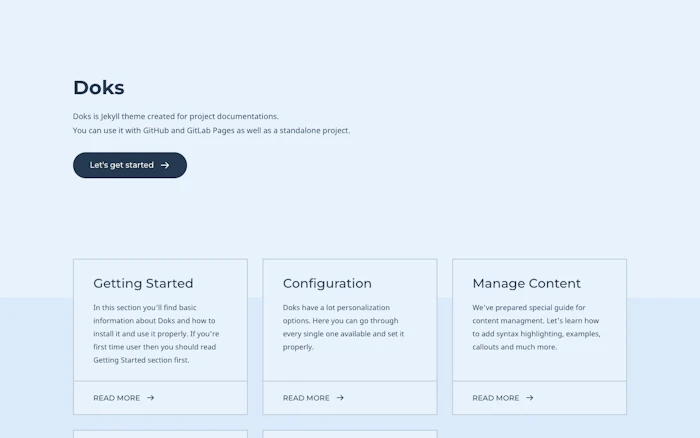 Doks
Doks is Jekyll theme created for project documentations.
You can use it with GitHub and GitLab Pages as well as a standalone project.
Let's get started
Getting Started
In this section you'll find basic
information about Doks and how to
install it and use it properly. If you're
first time user then you should read
Getting Started section first.
READ MORE
Configuration
Doks have a lot personalization
options. Here you can go through
every single one available and set it
properly.
READ MORE
Manage Content
We've prepared special guide for
content managment. Let's learn how
to add syntax highlighting, examples,
callouts and much more.
READ MORE